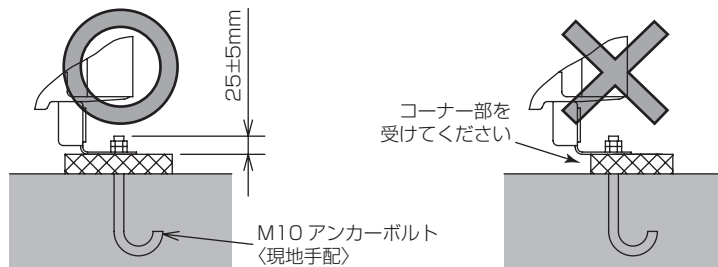 25±5mm
コーナー部を
受けてください
M10 アンカーボルト
〈現地手配〉